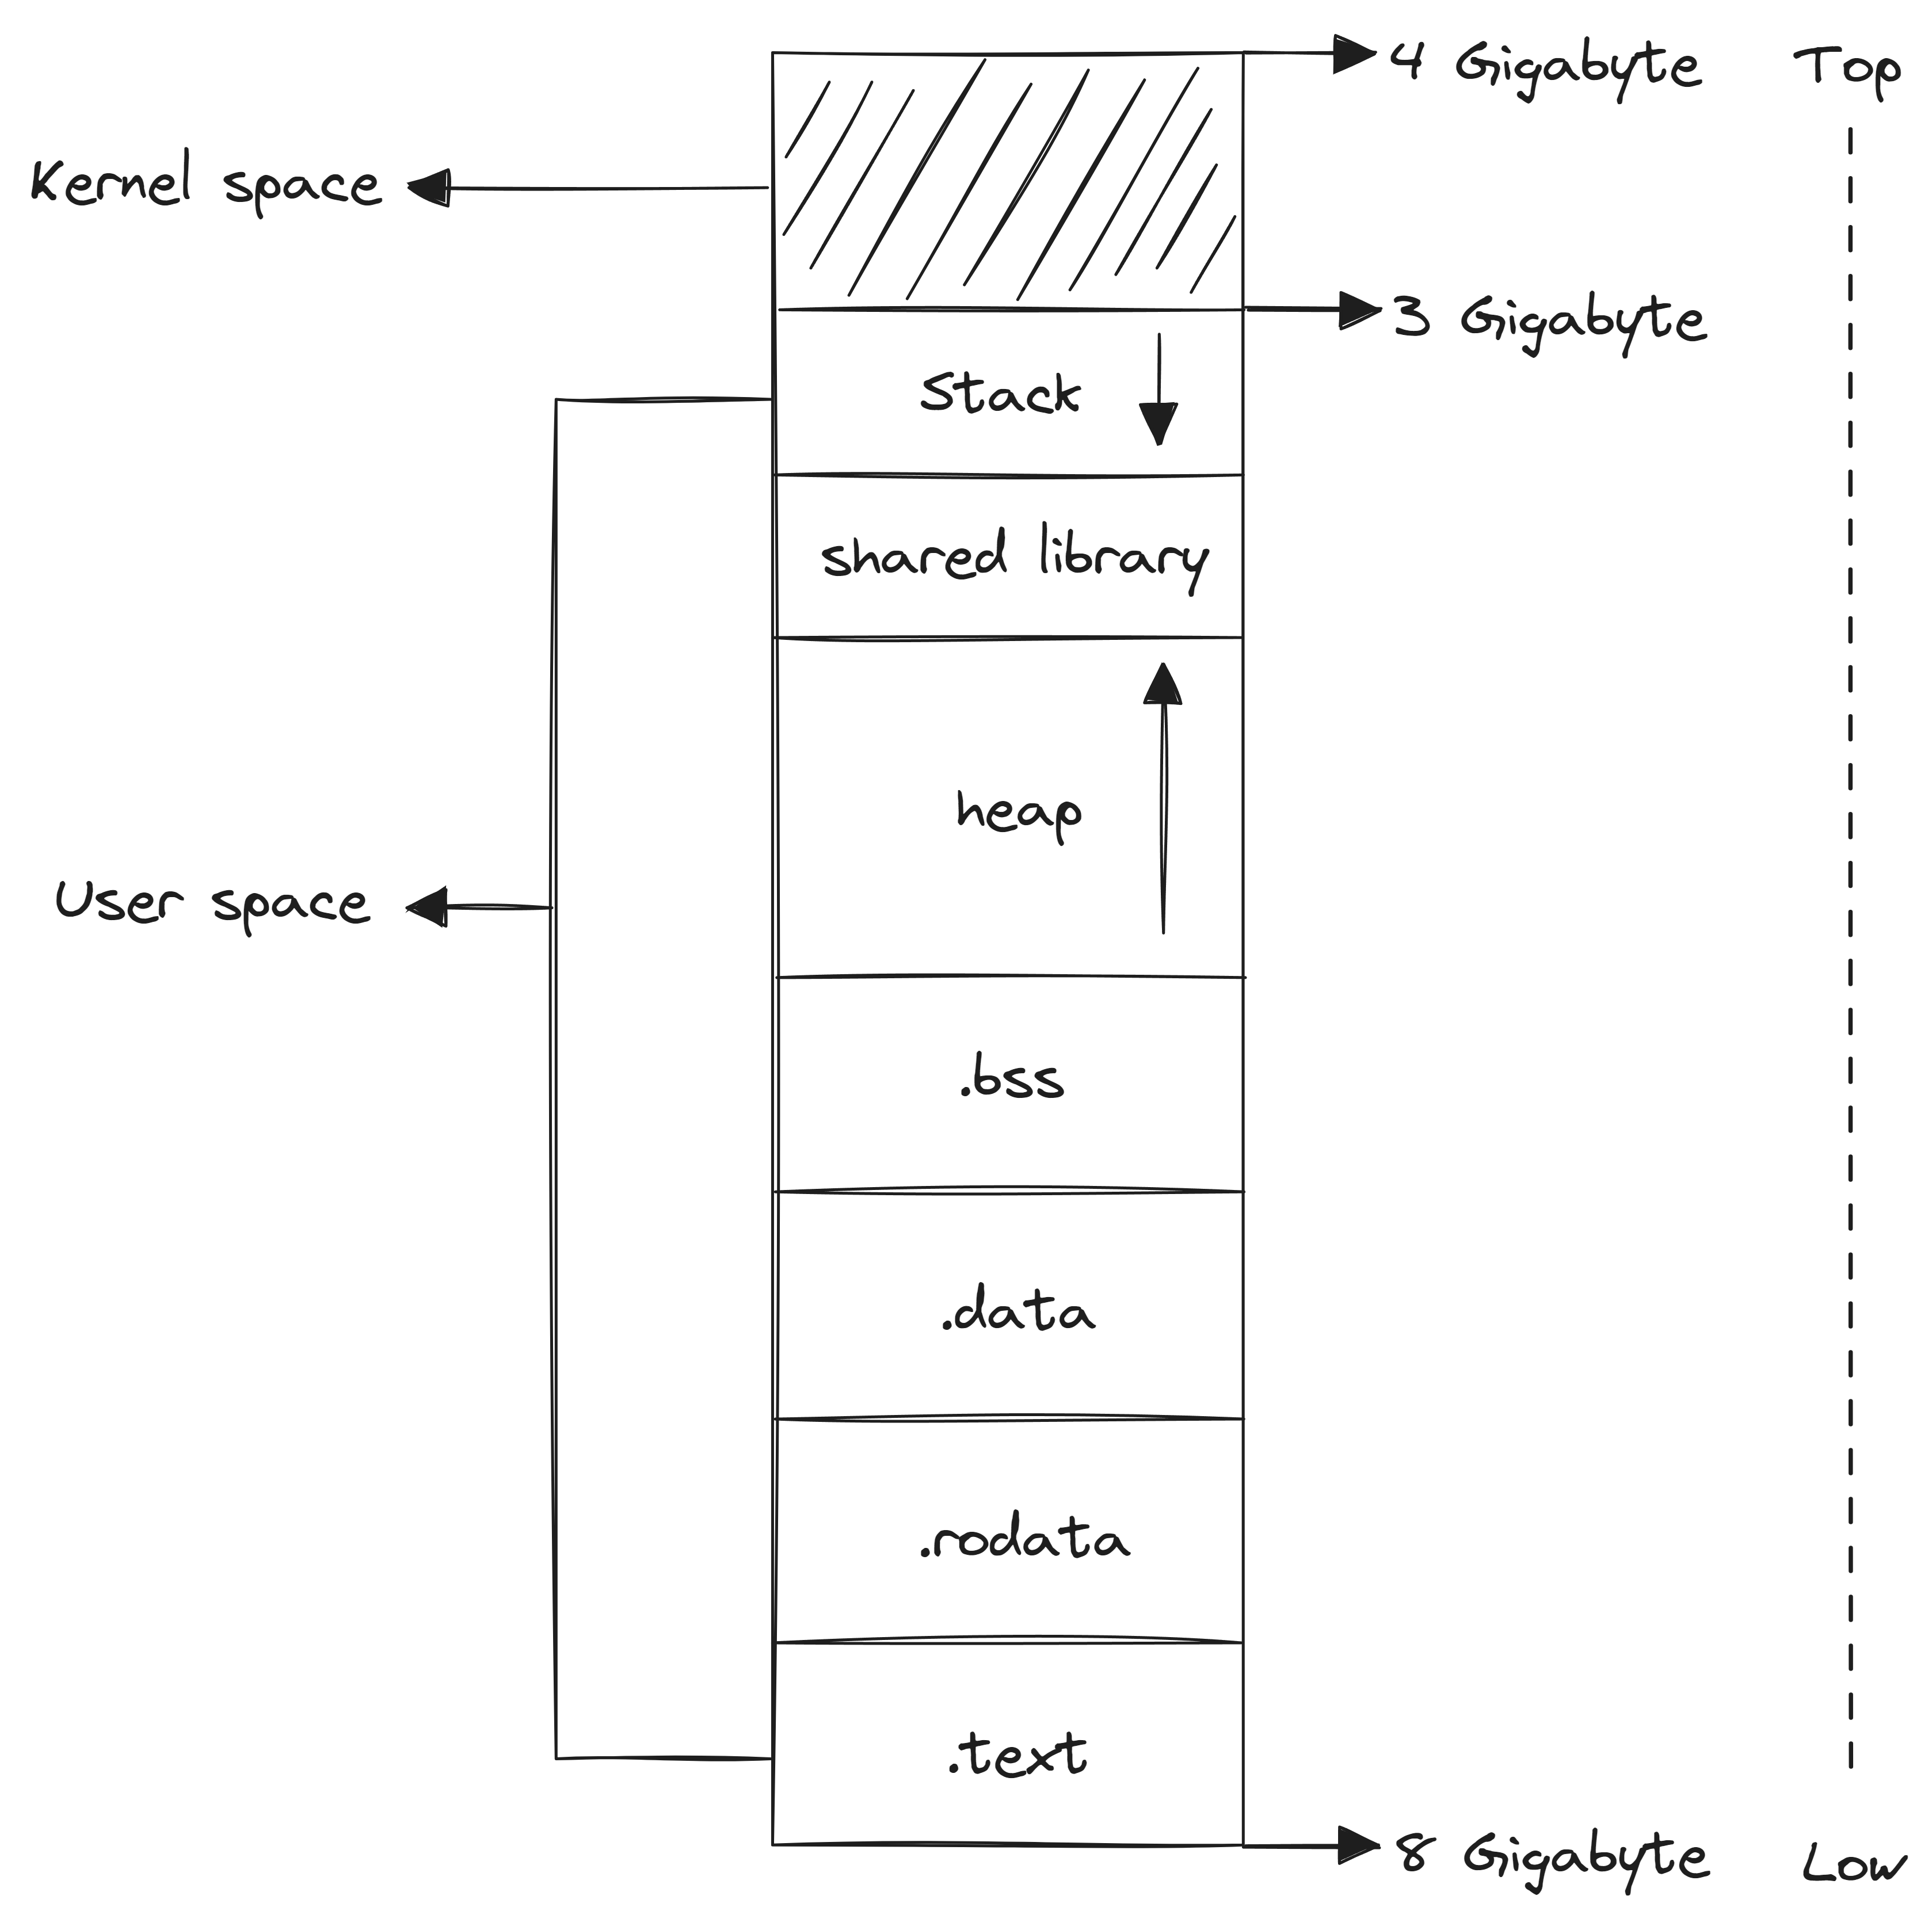 4 Gigabyte
Top
Kernel space
3 Gigabyte
Stack
shared library
heap
User space
.bss
.data
.rodata
.text
8 Gigabyte
Low